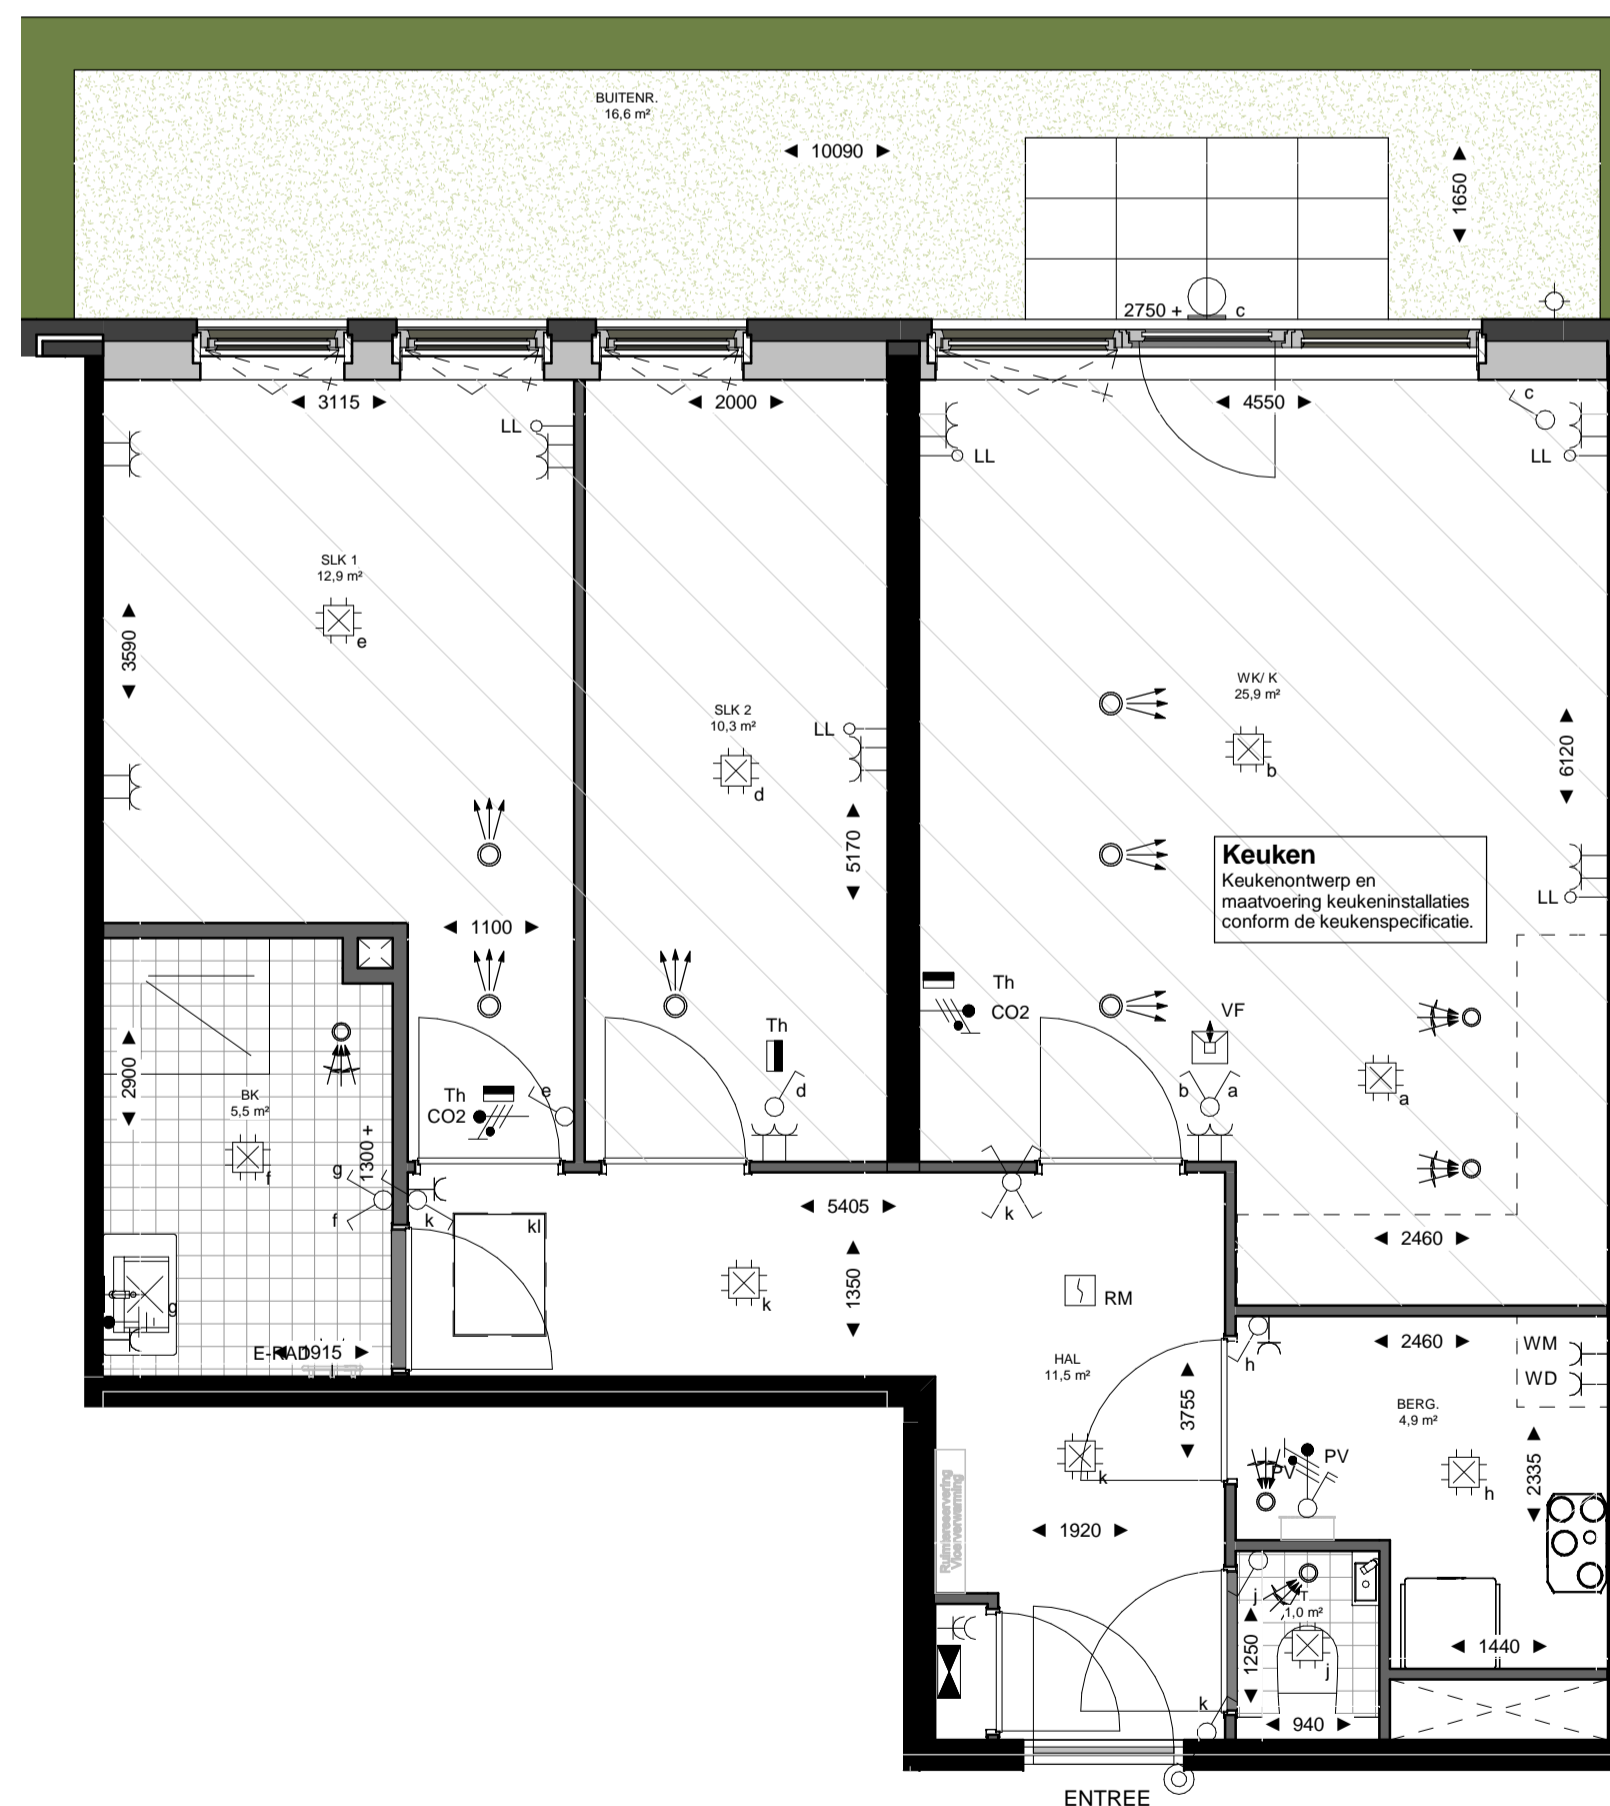 BUITENR.
16,6 m²
10090
1650
2750 +
c
3115
2000
4550
c
LL
LL
LL
SLK 1
12,9 m²
e
3590
SLK 2
10,3 m²
d
LL
5170
WK/ K
25,9 m²
b
6120
Keuken
Keukenontwerp en
maatvoering keukeninstallaties
conform de keukenspecificatie.
LL
1100
Th
CO2
VF
Th
b
a
a
d
2900
BK
5,5 m²
f
Th
CO2
e
1300 +
g
f
k
kl
5405
k
2460
1350
k
RM
g
E-RAD
1915
HAL
11,5 m²
3755
k
h
2460
WM
WD
BERG.
4,9 m²
PV
PV
h
2335
1920
Ruimtereservering
Vloerverwarming
j
T
1,0 m²
1250
j
1440
k
940
ENTREE